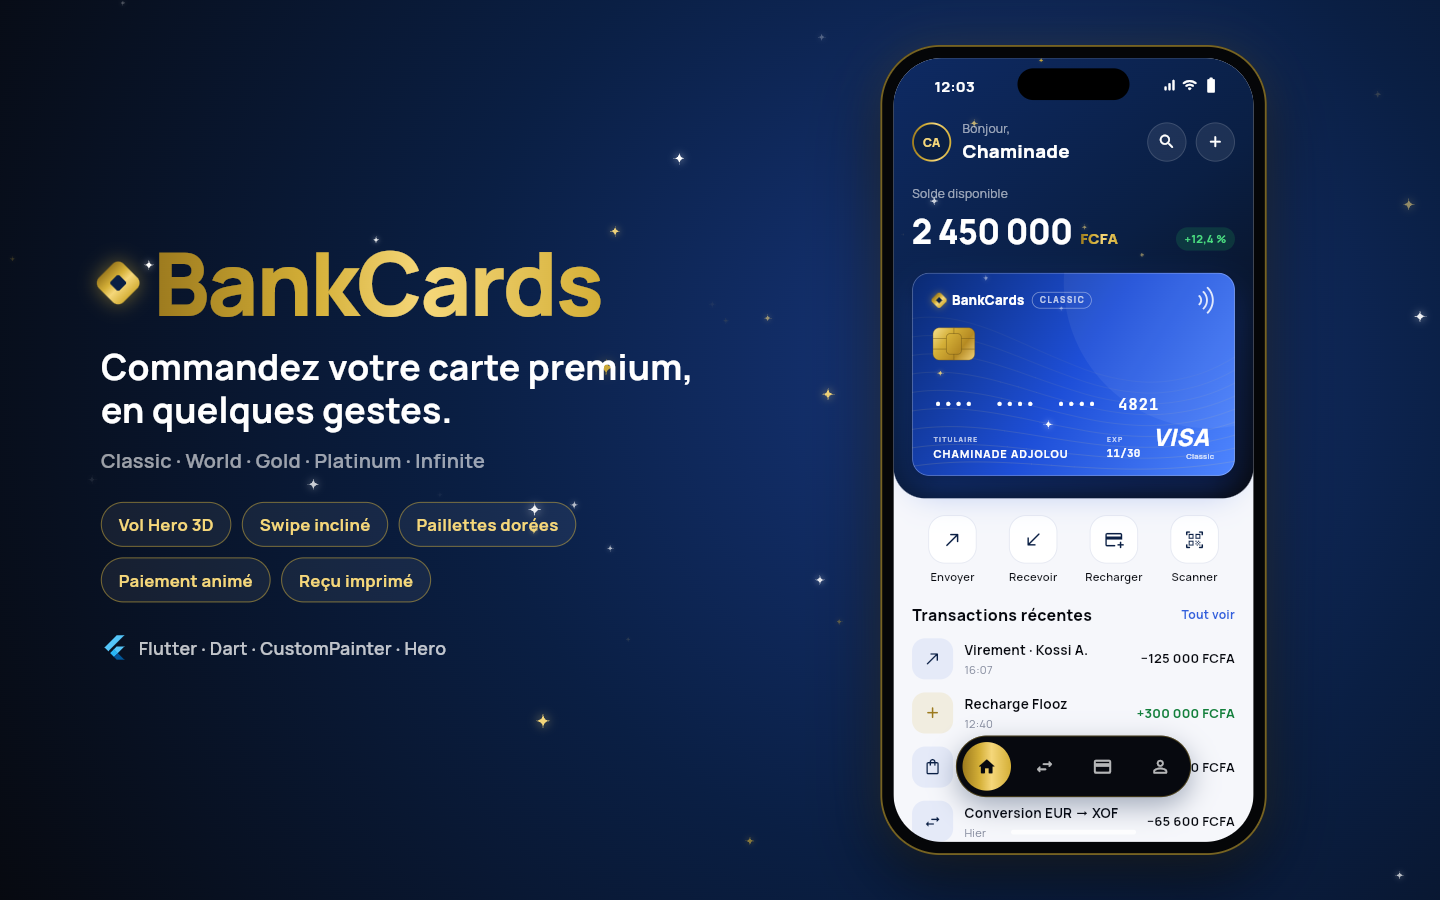 BankCards
Commandez votre carte premium,
en quelques gestes.
Classic · World · Gold · Platinum · Infinite
Vol Hero 3D
Swipe incliné
Paillettes dorées
Paiement animé
Reçu imprimé
Flutter · Dart · CustomPainter · Hero
12:03
CA
Bonjour,
Chaminade
Solde disponible
2 450 000 FCFA
+12,4 %
BankCards CLASSIC
•••• •••• •••• 4821
TITULAIRE
CHAMINADE ADJOLOU
EXP
11/30
VISA
Classic
Envoyer
Recevoir
Recharger
Scanner
Transactions récentes
Tout voir
Virement · Kossi A.
16:07
−125 000 FCFA
Recharge Flooz
12:40
+300 000 FCFA
0 FCFA
Conversion EUR → XOF
Hier
−65 600 FCFA